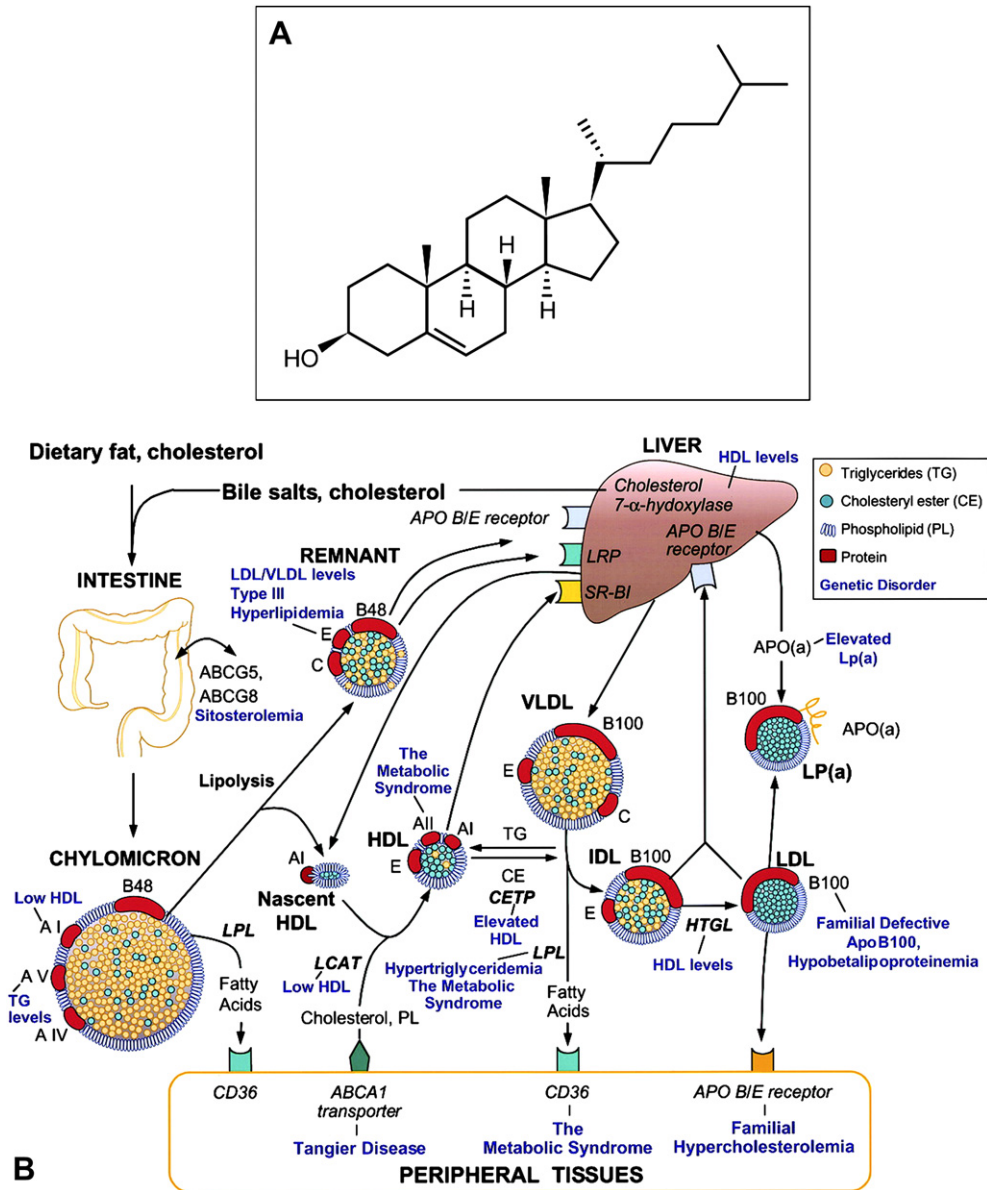 A
H
H
H
HO
Dietary fat, cholesterol
Bile salts, cholesterol
LIVER
HDL levels
Cholesterol
7-α-hydoxylase
APO B/E receptor
APO B/E
receptor
LRP
SR-BI
Triglycerides (TG)
Cholesteryl ester (CE)
Phospholipid (PL)
Protein
Genetic Disorder
INTESTINE
REMNANT
LDL/VLDL levels
Type III
Hyperlipidemia
B48
E
C
ABCG5,
ABCG8
Sitosterolemia
APO(a)
Elevated
Lp(a)
B100
APO(a)
LP(a)
VLDL
B100
E
C
Lipolysis
The
Metabolic
Syndrome
AII
AI
HDL
E
TG
CE
CETP
Elevated
HDL
CHYLOMICRON
B48
Low HDL
A I
A V
TG
levels
A IV
LPL
Fatty
Acids
AI
Nascent
HDL
LCAT
Low HDL
Cholesterol, PL
LPL
Hypertriglyceridemia
The Metabolic
Syndrome
Fatty
Acids
IDL
B100
E
HTGL
HDL levels
LDL
B100
Familial Defective
ApoB100,
Hypobetalipoproteinemia
CD36
ABCA1
transporter
Tangier Disease
CD36
The
Metabolic Syndrome
APO B/E receptor
Familial
Hypercholesterolemia
PERIPHERAL TISSUES
B